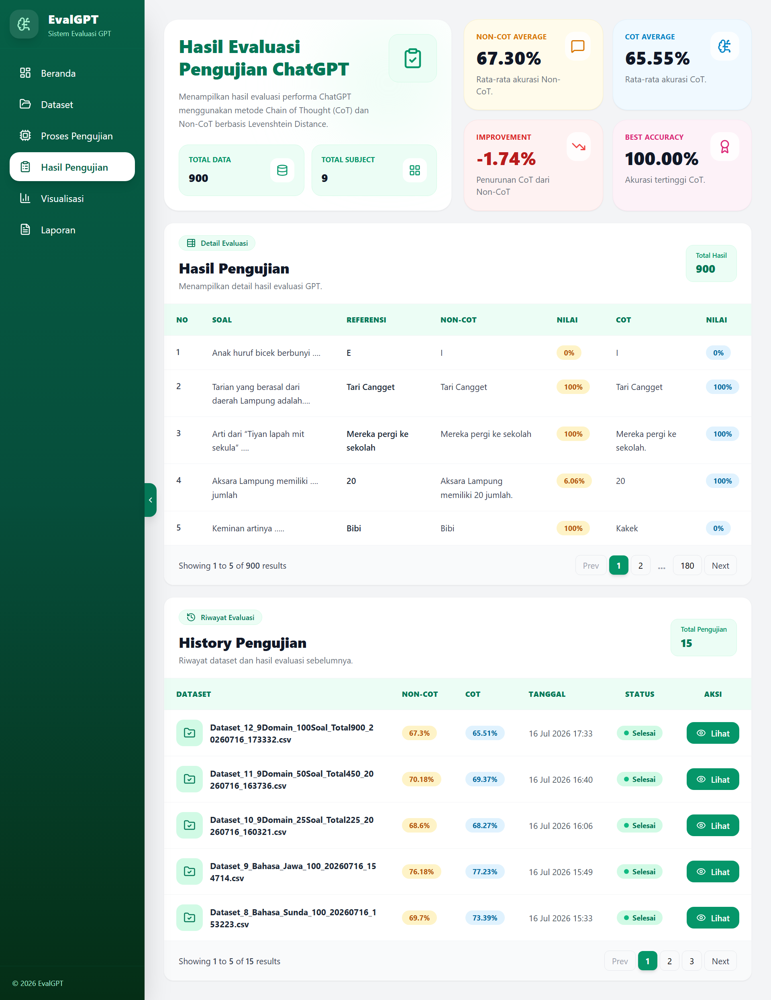 EvalGPT
Sistem Evaluasi GPT
Beranda
Dataset
Proses Pengujian
Hasil Pengujian
Visualisasi
Laporan
© 2026 EvalGPT
Hasil Evaluasi
Pengujian ChatGPT
Menampilkan hasil evaluasi performa ChatGPT
menggunakan metode Chain of Thought (CoT) dan
Non-CoT berbasis Levenshtein Distance.
TOTAL DATA
900
TOTAL SUBJECT
9
NON-COT AVERAGE
67.30%
Rata-rata akurasi Non-
CoT.
COT AVERAGE
65.55%
Rata-rata akurasi CoT.
IMPROVEMENT
-1.74%
Penurunan CoT dari
Non-CoT
BEST ACCURACY
100.00%
Akurasi tertinggi CoT.
Detail Evaluasi
Hasil Pengujian
Menampilkan detail hasil evaluasi GPT.
Total Hasil
900
NO SOAL REFERENSI NON-COT NILAI COT NILAI
1 Anak huruf bicek berbunyi .... E I 0% I 0%
2 Tarian yang berasal dari Tari Cangget Tari Cangget 100% Tari Cangget 100%
daerah Lampung adalah....
3 Arti dari “Tiyan lapah mit Mereka pergi ke Mereka pergi ke sekolah 100% Mereka pergi ke 100%
sekula” .... sekolah sekolah.
4 Aksara Lampung memiliki .... 20 Aksara Lampung 6.06% 20 100%
jumlah memiliki 20 jumlah.
5 Keminan artinya ..... Bibi Bibi 100% Kakek 0%
Showing 1 to 5 of 900 results
Prev 1 2 ... 180 Next
Riwayat Evaluasi
History Pengujian
Riwayat dataset dan hasil evaluasi sebelumnya.
Total Pengujian
15
DATASET NON-COT COT TANGGAL STATUS AKSI
Dataset_12_9Domain_100Soal_Total900_2 67.3% 65.51% 16 Jul 2026 17:33 Selesai Lihat
0260716_173332.csv
Dataset_11_9Domain_50Soal_Total450_20 70.18% 69.37% 16 Jul 2026 16:40 Selesai Lihat
260716_163736.csv
Dataset_10_9Domain_25Soal_Total225_20 68.6% 68.27% 16 Jul 2026 16:06 Selesai Lihat
260716_160321.csv
Dataset_9_Bahasa_Jawa_100_20260716_15 76.18% 77.23% 16 Jul 2026 15:49 Selesai Lihat
4714.csv
Dataset_8_Bahasa_Sunda_100_20260716_1 69.7% 73.39% 16 Jul 2026 15:33 Selesai Lihat
53223.csv
Showing 1 to 5 of 15 results
Prev 1 2 3 Next